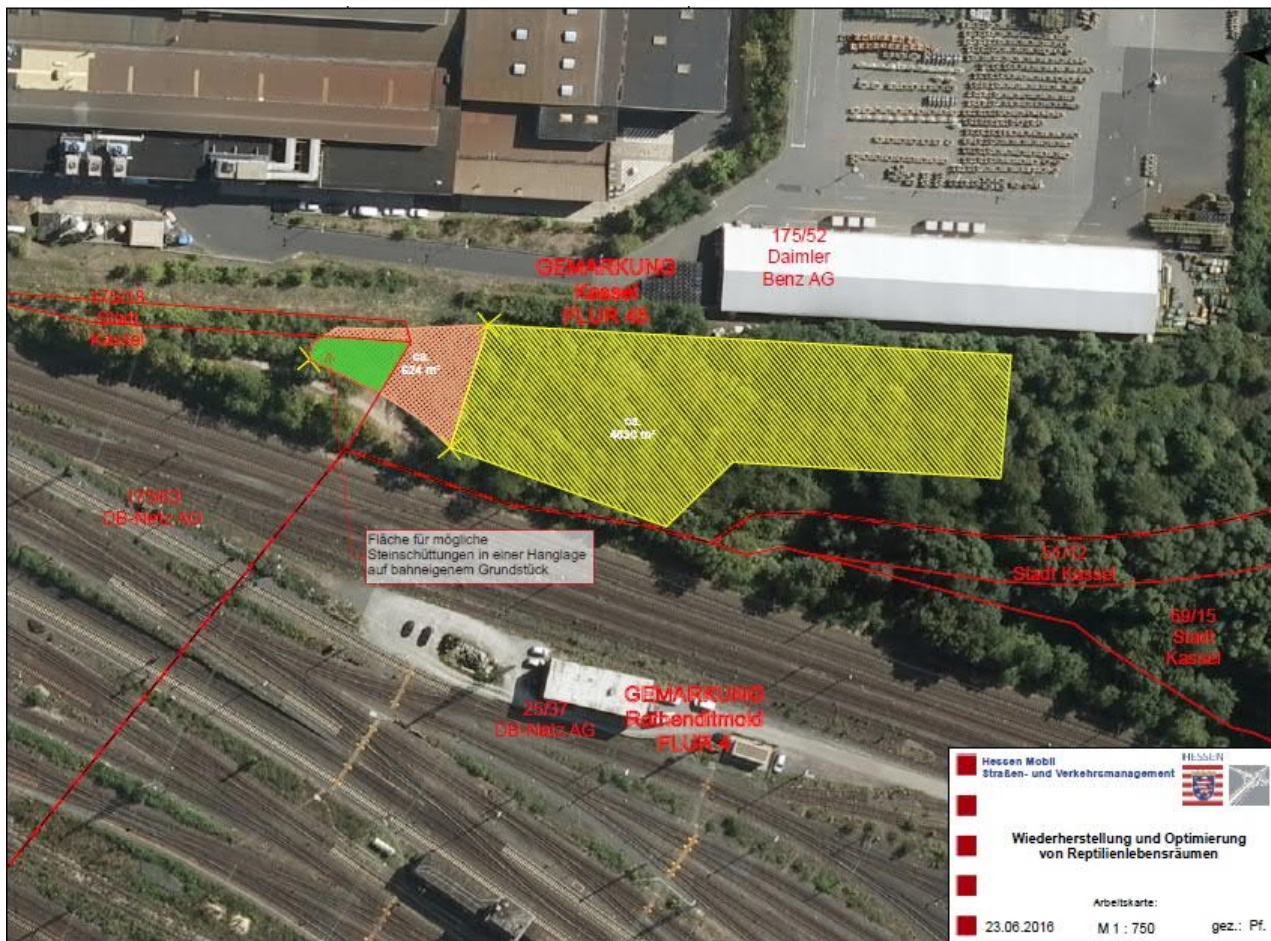 175/52
Daimler
Benz AG
GEMARKUNG
Kassel
FLUR
Stadt
Kassel
ca.
624 m²
ca.
DB-Netz AG
Fläche für mögliche
Steinschüttungen in einer Hanglage
auf bahneigenem Grundstück
Stadt Kassel
69/15
Stadt
Kassel
GEMARKUNG
Rothenditmold
FLUR 4
25/37
DB-Netz AG
Hessen Mobil
Straßen- und Verkehrsmanagement
HESSEN
Wiederherstellung und Optimierung
von Reptilienlebensräumen
Arbeitskarte:
23.06.2016 M 1 : 750 gez.: Pf.